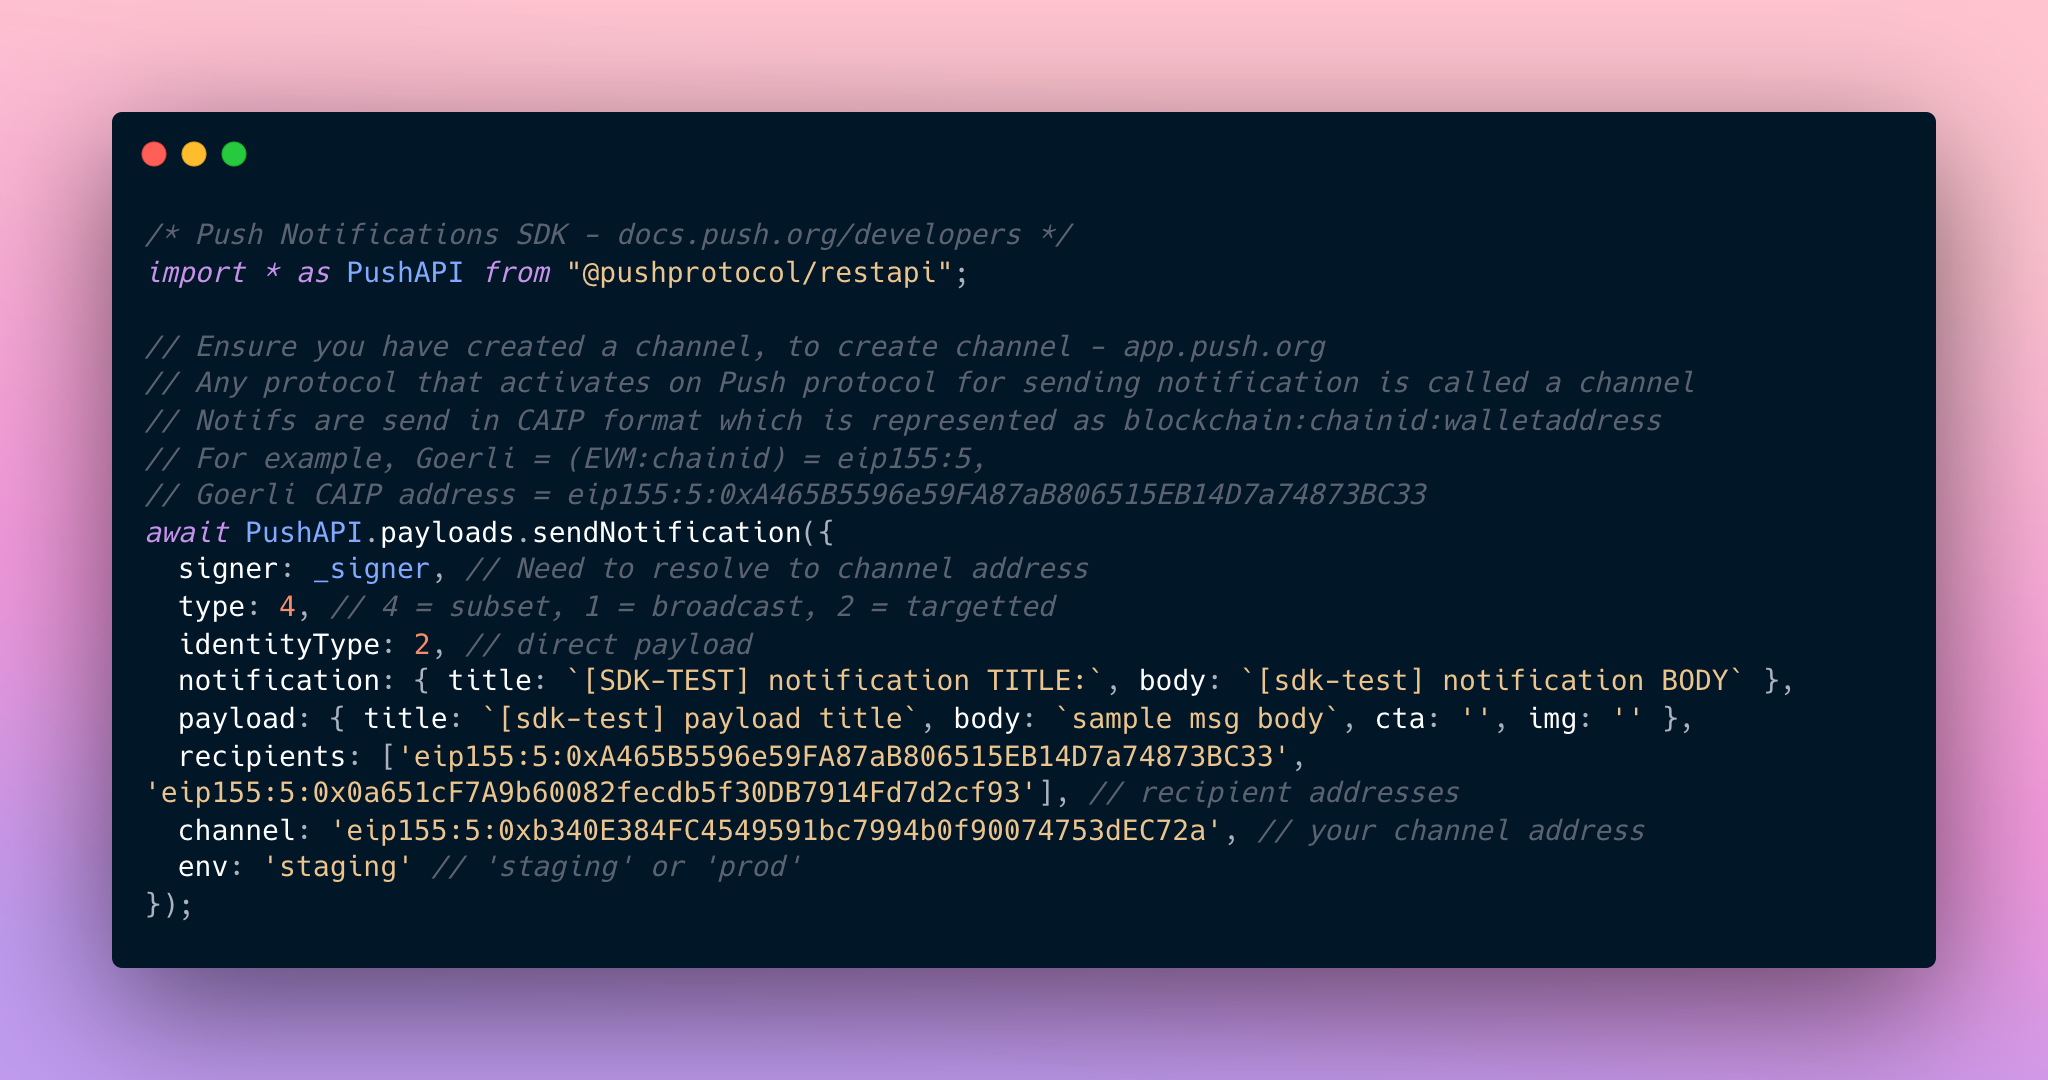 /* Push Notifications SDK - docs.push.org/developers */
import * as PushAPI from "@pushprotocol/restapi";
// Ensure you have created a channel, to create channel - app.push.org
// Any protocol that activates on Push protocol for sending notification is called a channel
// Notifs are send in CAIP format which is represented as blockchain:chainid:walletaddress
// For example, Goerli = (EVM:chainid) = eip155:5,
// Goerli CAIP address = eip155:5:0xA465B5596e59FA87aB806515EB14D7a74873BC33
await PushAPI.payloads.sendNotification({
  signer: _signer, // Need to resolve to channel address
  type: 4, // 4 = subset, 1 = broadcast, 2 = targetted
  identityType: 2, // direct payload
  notification: { title: `[SDK-TEST] notification TITLE:`, body: `[sdk-test] notification BODY` },
  payload: { title: `[sdk-test] payload title`, body: `sample msg body`, cta: '', img: '' },
  recipients: ['eip155:5:0xA465B5596e59FA87aB806515EB14D7a74873BC33',
'eip155:5:0x0a651cF7A9b60082fecdb5f30DB7914Fd7d2cf93'], // recipient addresses
  channel: 'eip155:5:0xb340E384FC4549591bc7994b0f90074753dEC72a', // your channel address
  env: 'staging' // 'staging' or 'prod'
});